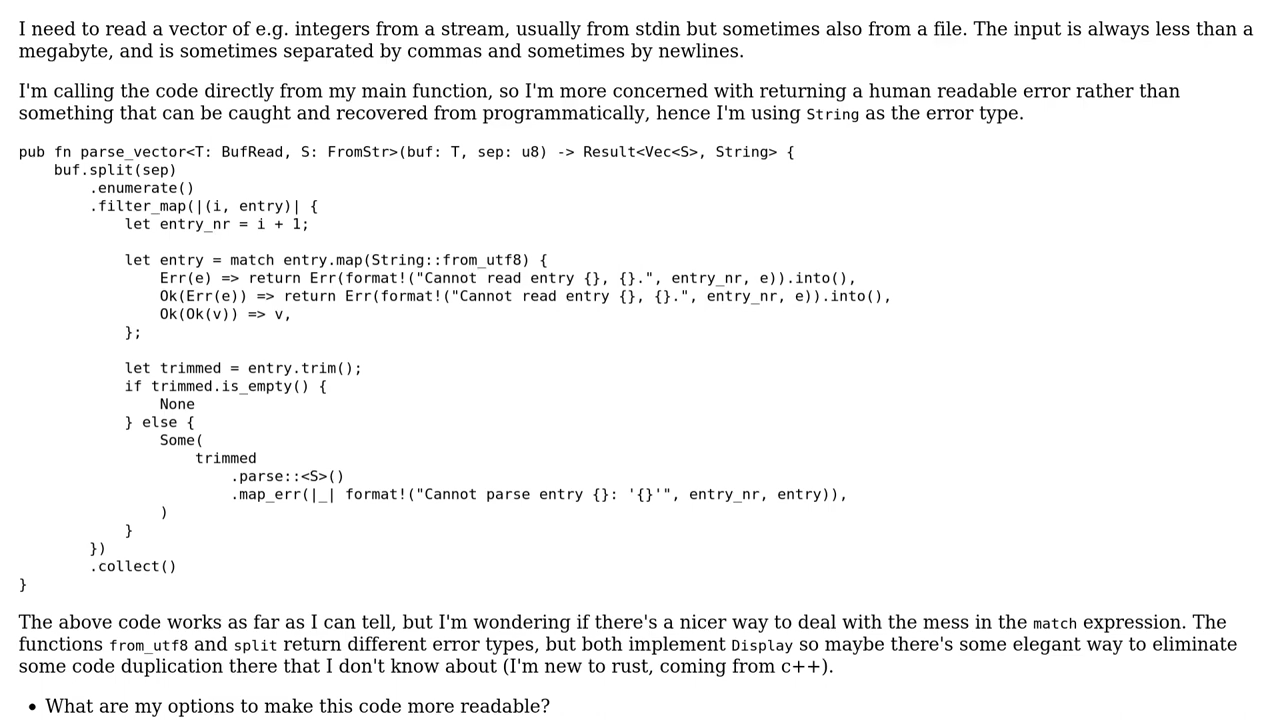 I need to read a vector of e.g. integers from a stream, usually from stdin but sometimes also from a file. The input is always less than a
megabyte, and is sometimes separated by commas and sometimes by newlines.
I'm calling the code directly from my main function, so I'm more concerned with returning a human readable error rather than
something that can be caught and recovered from programmatically, hence I'm using String as the error type.
pub fn parse_vector<T: BufRead, S: FromStr>(buf: T, sep: u8) -> Result<Vec<S>, String> {
    buf.split(sep)
        .enumerate()
        .filter_map(|(i, entry)| {
            let entry_nr = i + 1;

            let entry = match entry.map(String::from_utf8) {
                Err(e) => return Err(format!("Cannot read entry {}, {}.", entry_nr, e)).into(),
                Ok(Err(e)) => return Err(format!("Cannot read entry {}, {}.", entry_nr, e)).into(),
                Ok(Ok(v)) => v,
            };

            let trimmed = entry.trim();
            if trimmed.is_empty() {
                None
            } else {
                Some(
                    trimmed
                        .parse::<S>()
                        .map_err(|_| format!("Cannot parse entry {}: '{}'", entry_nr, entry)),
                )
            }
        })
        .collect()
}
The above code works as far as I can tell, but I'm wondering if there's a nicer way to deal with the mess in the match expression. The
functions from_utf8 and split return different error types, but both implement Display so maybe there's some elegant way to eliminate
some code duplication there that I don't know about (I'm new to rust, coming from c++).
• What are my options to make this code more readable?